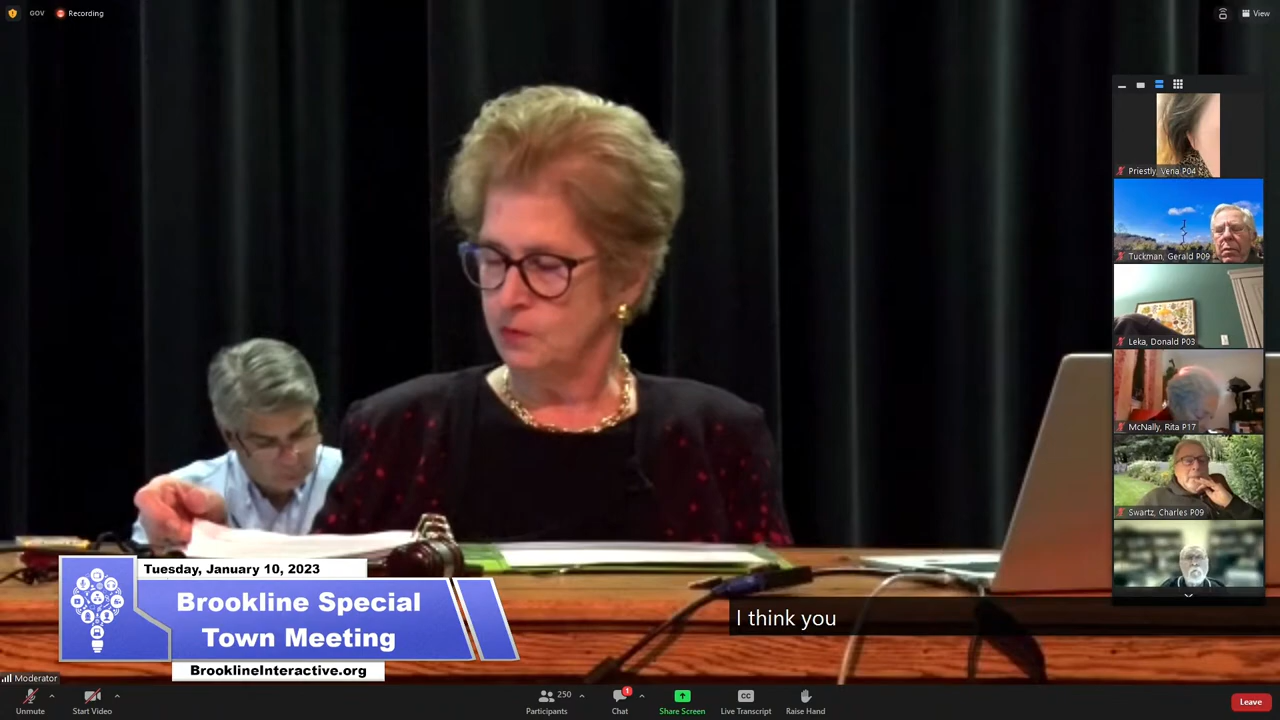 GOV
Recording
View
Priestly, Vena P04
Tuckman, Gerald P09
Leka, Donald P03
McNally, Rita P17
Swartz, Charles P09
Tuesday, January 10, 2023
Brookline Special
Town Meeting
BrooklineInteractive.org
I think you
Moderator
Unmute
Start Video
250
Participants
1
Chat
Share Screen
CC
Live Transcript
Raise Hand
Leave